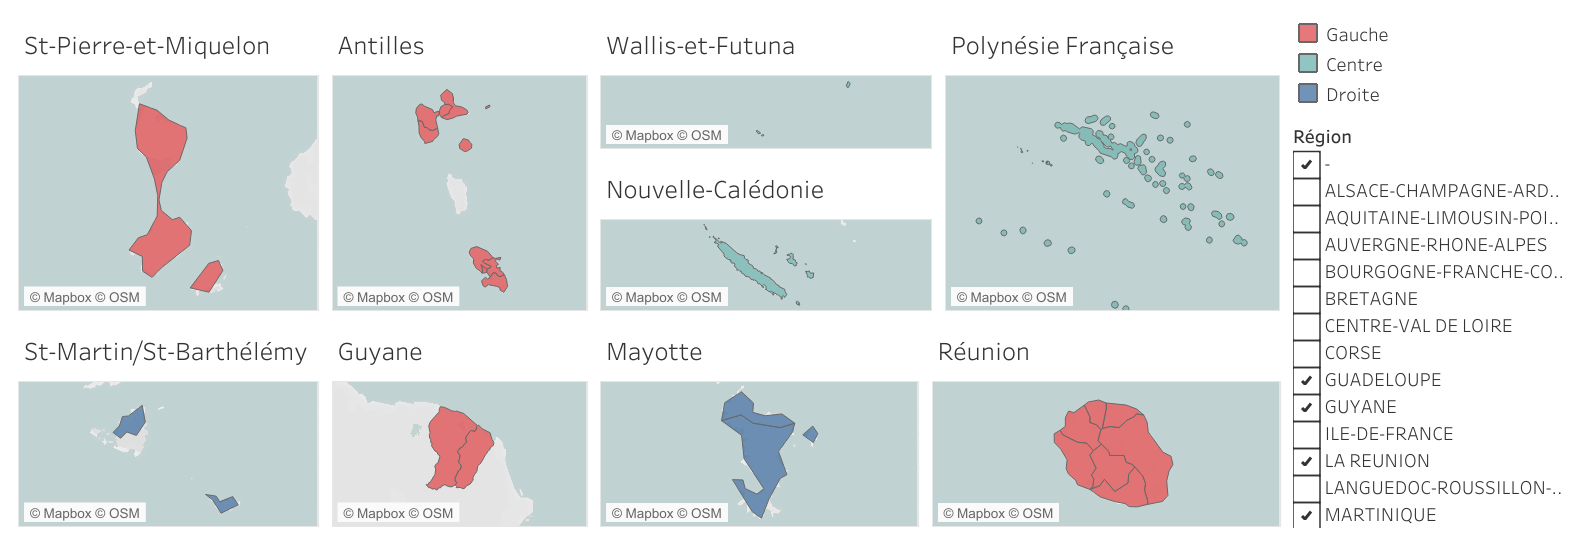 St-Pierre-et-Miquelon
Antilles
Wallis-et-Futuna
Polynésie Française
© Mapbox © OSM
© Mapbox © OSM
© Mapbox © OSM
Nouvelle-Calédonie
© Mapbox © OSM
© Mapbox © OSM
St-Martin/St-Barthélémy
Guyane
Mayotte
Réunion
© Mapbox © OSM
© Mapbox © OSM
© Mapbox © OSM
© Mapbox © OSM
Gauche
Centre
Droite
Région
-
ALSACE-CHAMPAGNE-ARD..
AQUITAINE-LIMOUSIN-POI..
AUVERGNE-RHONE-ALPES
BOURGOGNE-FRANCHE-CO..
BRETAGNE
CENTRE-VAL DE LOIRE
CORSE
GUADELOUPE
GUYANE
ILE-DE-FRANCE
LA REUNION
LANGUEDOC-ROUSSILLON-..
MARTINIQUE